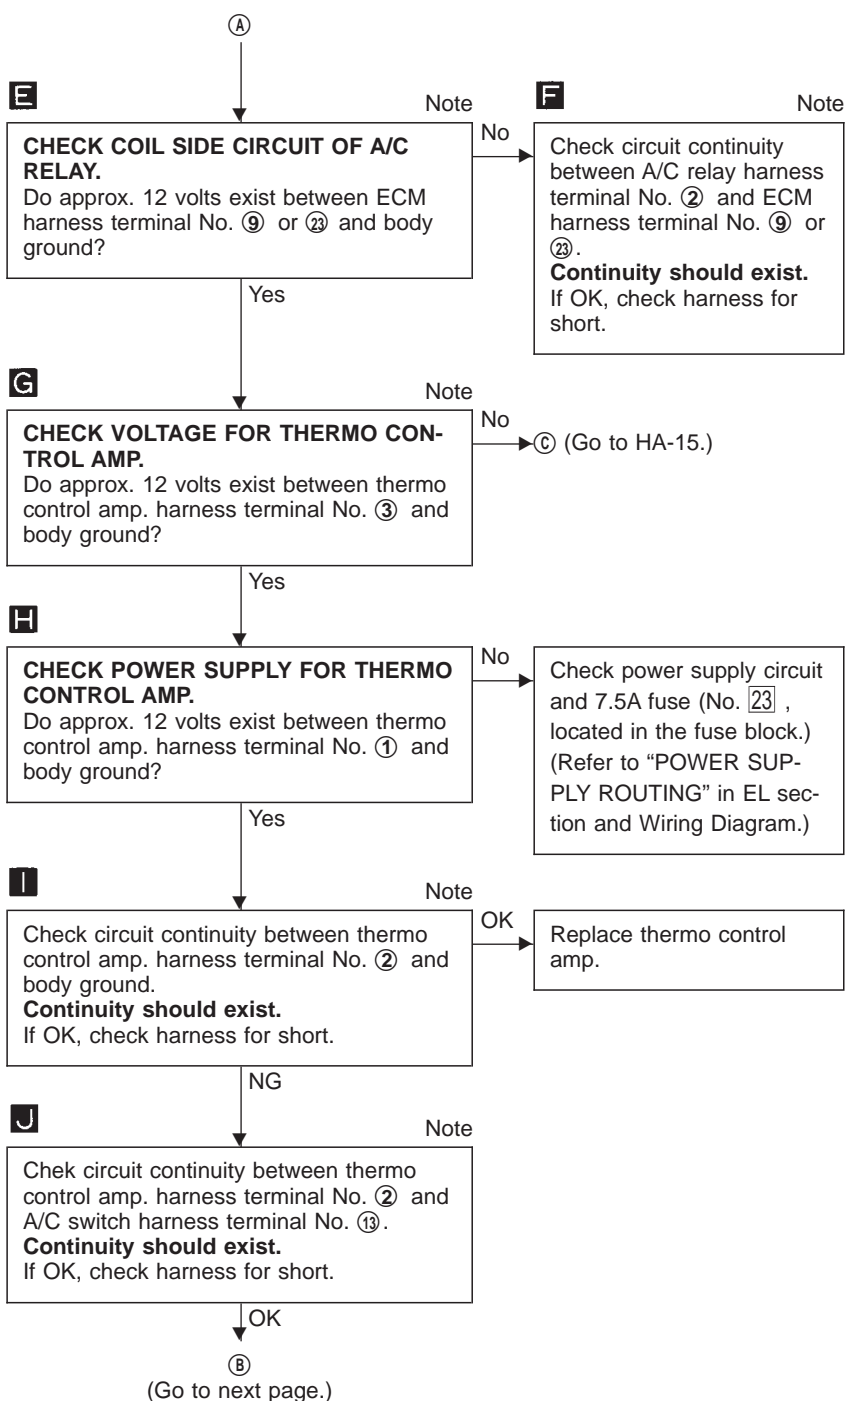 Ⓐ
E
Note
CHECK COIL SIDE CIRCUIT OF A/C
RELAY.
Do approx. 12 volts exist between ECM
harness terminal No. ⑨ or ㉓ and body
ground?
No
F
Note
Check circuit continuity
between A/C relay harness
terminal No. ② and ECM
harness terminal No. ⑨ or
㉓.
Continuity should exist.
If OK, check harness for
short.
Yes
G
Note
CHECK VOLTAGE FOR THERMO CON-
TROL AMP.
Do approx. 12 volts exist between thermo
control amp. harness terminal No. ③ and
body ground?
No
Ⓒ (Go to HA-15.)
Yes
H
CHECK POWER SUPPLY FOR THERMO
CONTROL AMP.
Do approx. 12 volts exist between thermo
control amp. harness terminal No. ① and
body ground?
No
Check power supply circuit
and 7.5A fuse (No. 23 ,
located in the fuse block.)
(Refer to “POWER SUP-
PLY ROUTING” in EL sec-
tion and Wiring Diagram.)
Yes
I
Note
Check circuit continuity between thermo
control amp. harness terminal No. ② and
body ground.
Continuity should exist.
If OK, check harness for short.
OK
Replace thermo control
amp.
NG
J
Note
Chek circuit continuity between thermo
control amp. harness terminal No. ② and
A/C switch harness terminal No. ⑬.
Continuity should exist.
If OK, check harness for short.
OK
Ⓑ
(Go to next page.)